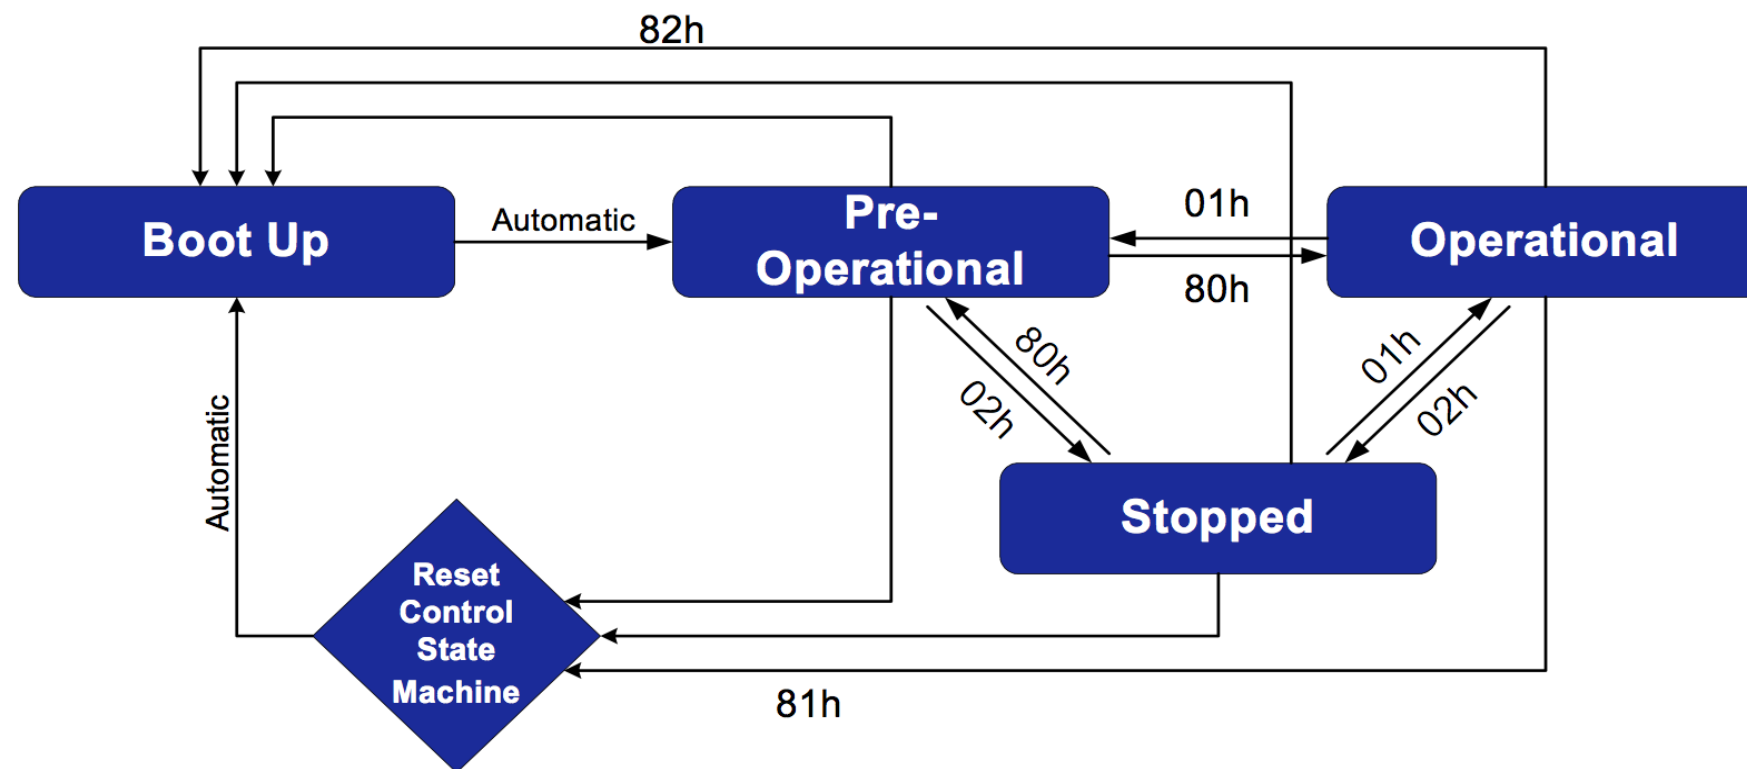 82h
Boot Up
Automatic
Pre-
Operational
01h
80h
Operational
80h
02h
01h
02h
Automatic
Stopped
Reset
Control
State
Machine
81h